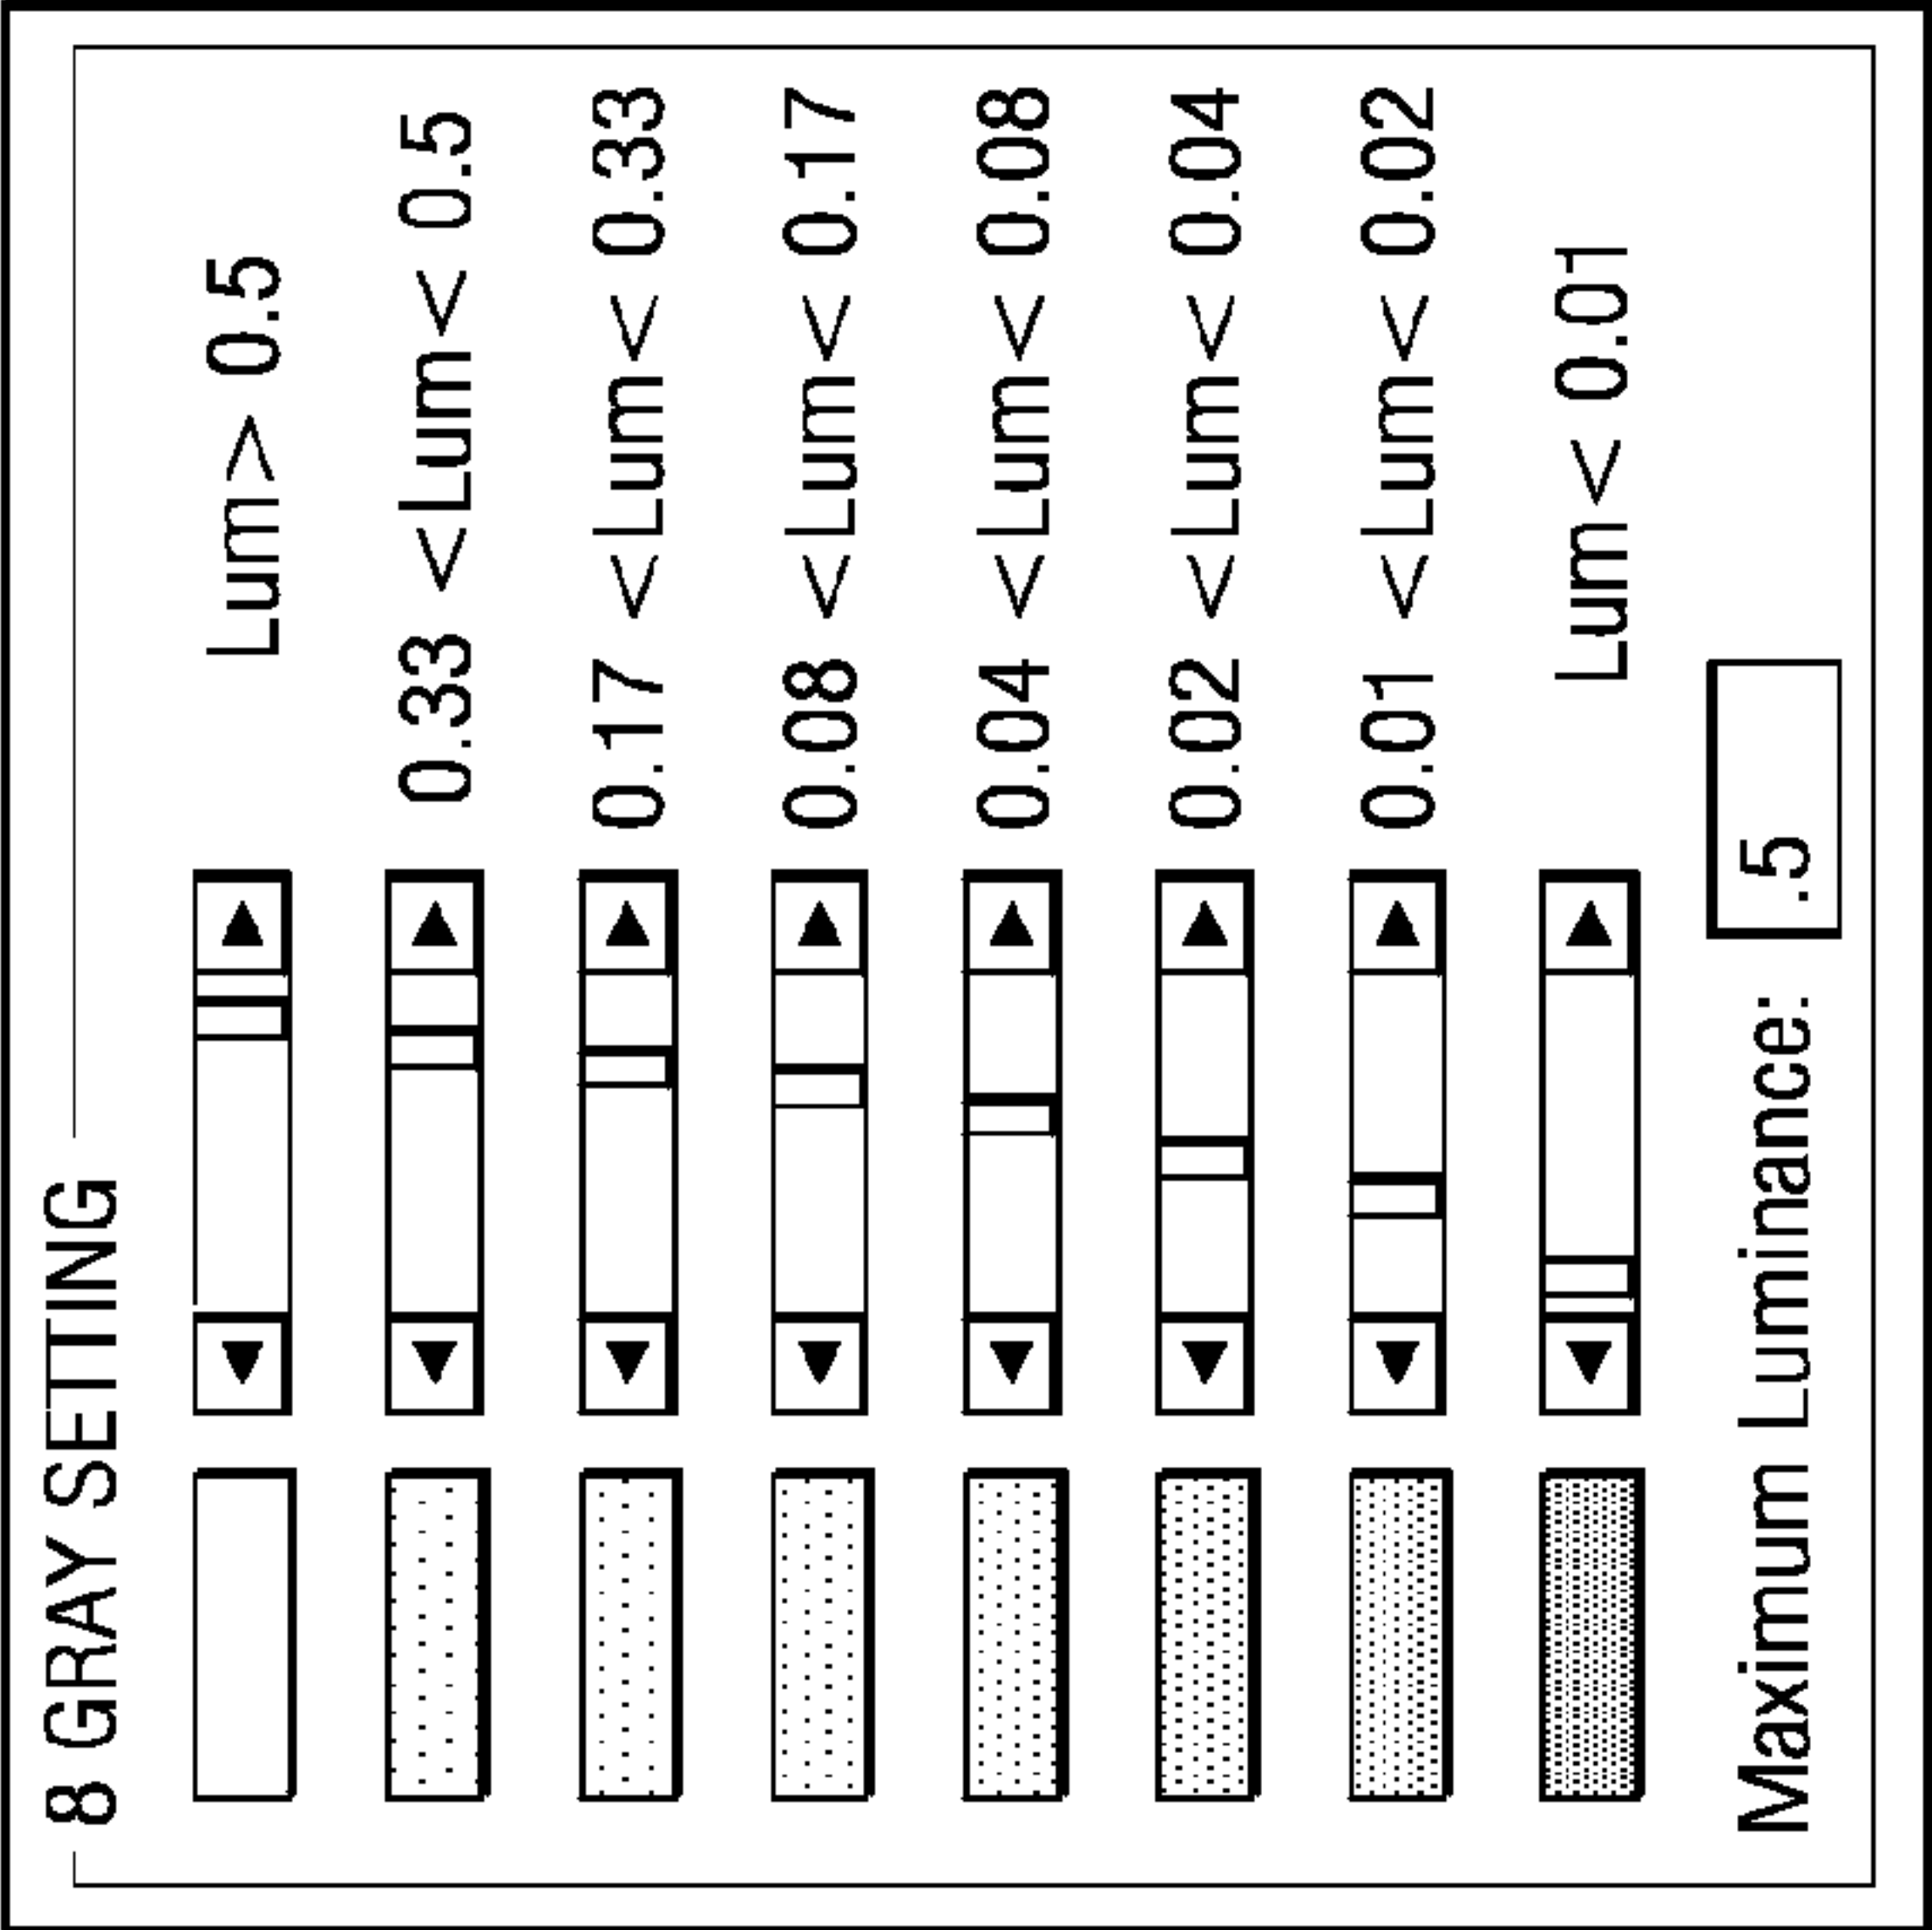 8 GRAY SETTING
Lum> 0.5
0.33 <Lum< 0.5
0.17 <Lum< 0.33
0.08 <Lum< 0.17
0.04 <Lum< 0.08
0.02 <Lum< 0.04
0.01 <Lum< 0.02
Lum< 0.01
Maximum Luminance: .5